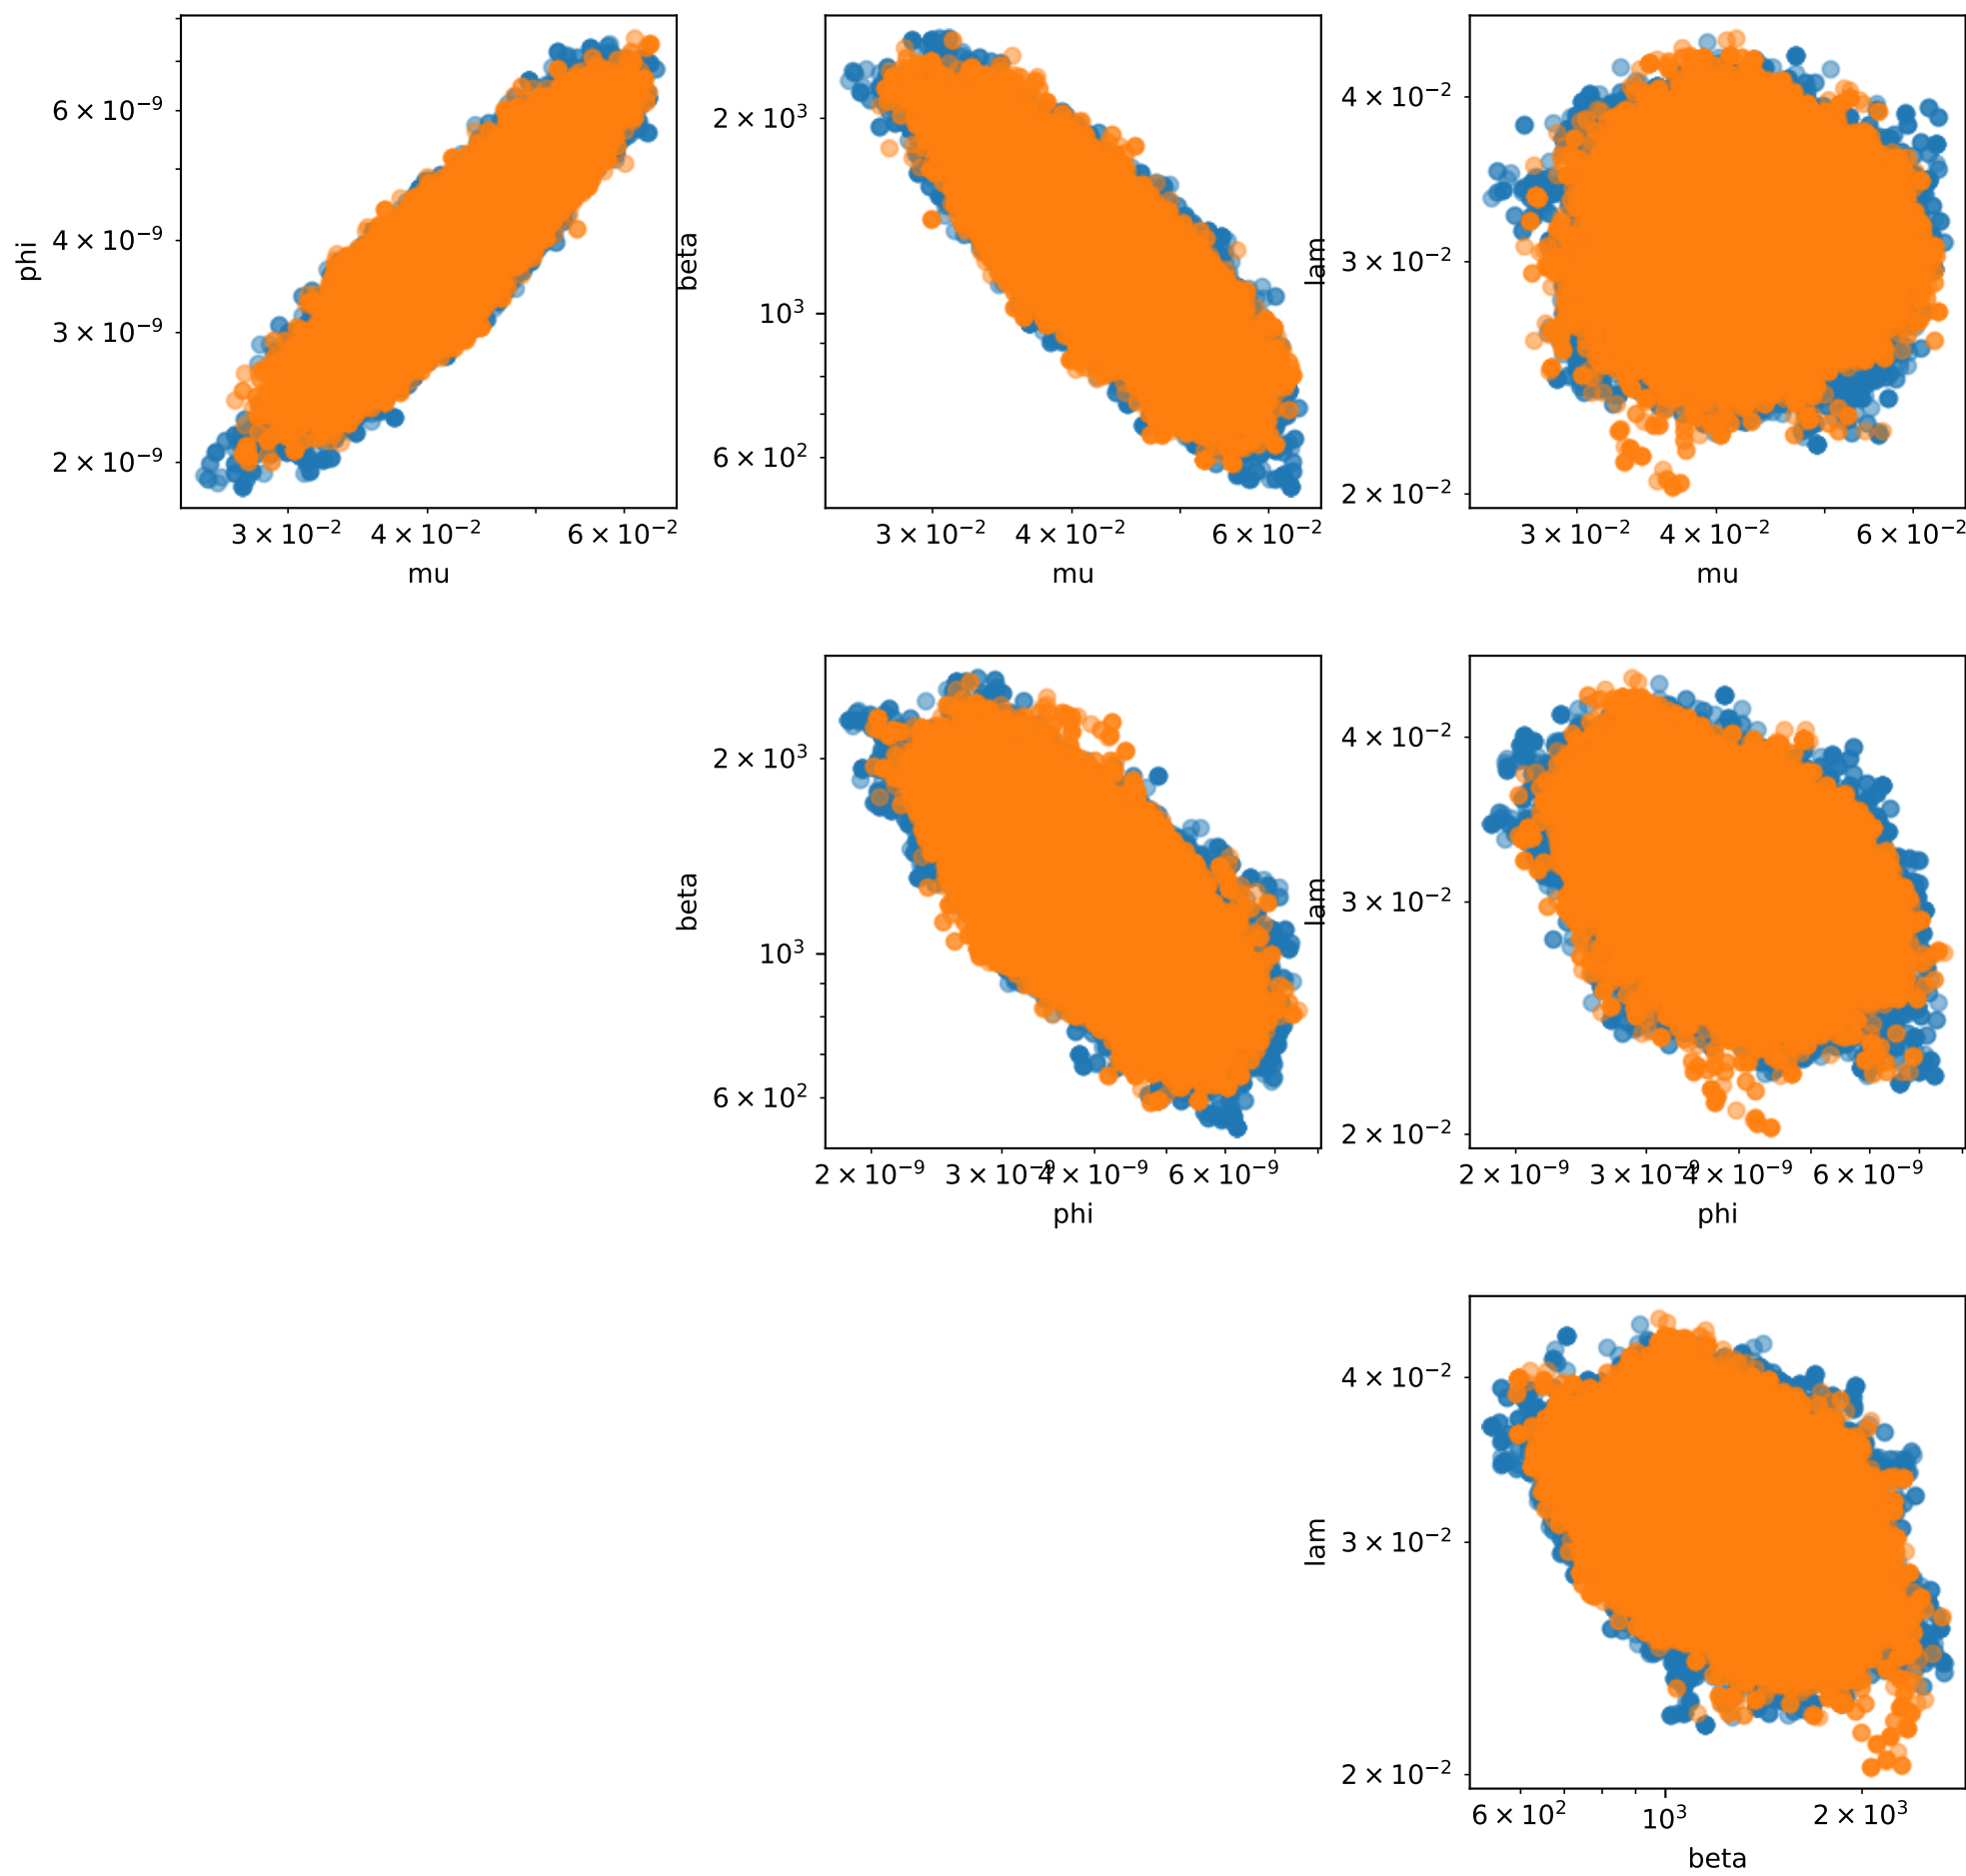 phi
6 × 10⁻⁹
4 × 10⁻⁹
3 × 10⁻⁹
2 × 10⁻⁹
3 × 10⁻² 4 × 10⁻² 6 × 10⁻²
mu
beta
2 × 10³
10³
6 × 10²
3 × 10⁻² 4 × 10⁻² 6 × 10⁻²
mu
lam
4 × 10⁻²
3 × 10⁻²
2 × 10⁻²
3 × 10⁻² 4 × 10⁻² 6 × 10⁻²
mu
beta
2 × 10³
10³
6 × 10²
2 × 10⁻⁹ 3 × 10⁻⁹ 4 × 10⁻⁹ 6 × 10⁻⁹
phi
lam
4 × 10⁻²
3 × 10⁻²
2 × 10⁻²
2 × 10⁻⁹ 3 × 10⁻⁹ 4 × 10⁻⁹ 6 × 10⁻⁹
phi
lam
4 × 10⁻²
3 × 10⁻²
2 × 10⁻²
6 × 10² 10³ 2 × 10³
beta